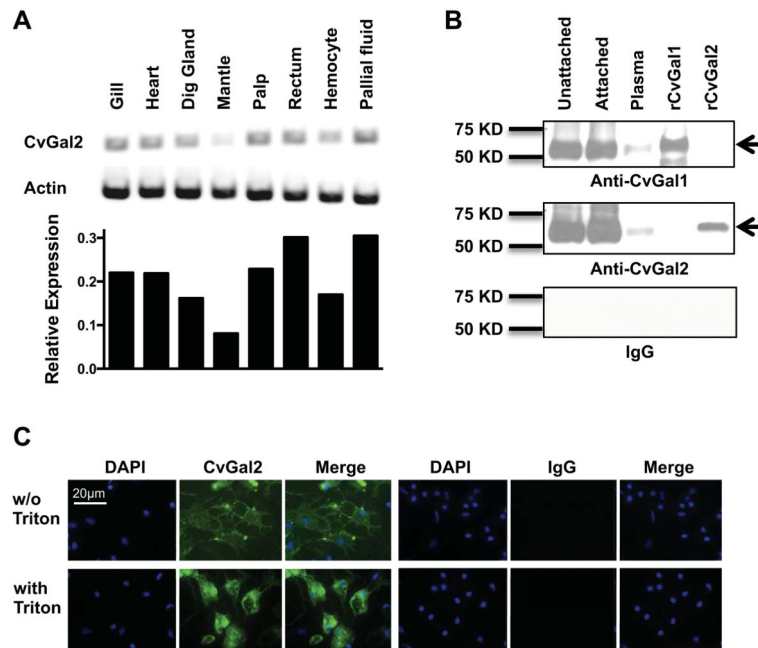 A
Gill
Heart
Dig Gland
Mantle
Palp
Rectum
Hemocyte
Pallial fluid
CvGal2
Actin
Relative Expression
0.3
0.2
0.1
0.0
B
Unattached
Attached
Plasma
rCvGal1
rCvGal2
75 KD
50 KD
Anti-CvGal1
75 KD
50 KD
Anti-CvGal2
75 KD
50 KD
IgG
C
DAPI CvGal2 Merge DAPI IgG Merge
w/o
Triton
20μm
with
Triton